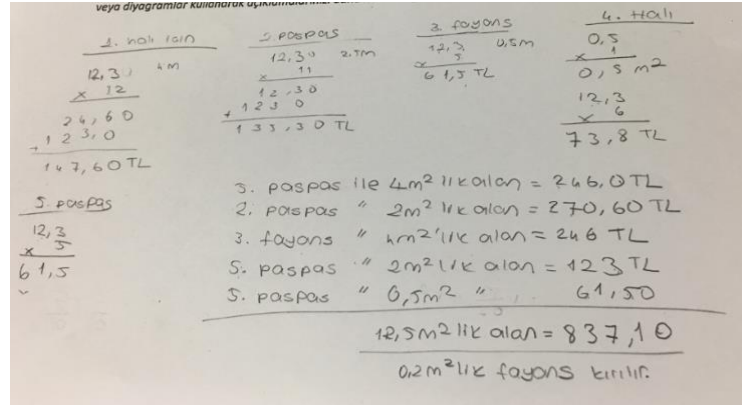 veya diyagramlar kullanarak
1. halı için
12,30 4m
x 12
24,60
+ 123,0
147,60 TL
2. paspas
12,30 2.5m
x 11
12.30
+ 1230
135,30 TL
3. fayans
12,3 0,5m
x 5
61,5 TL
4. Halı
0,5
x 1
0,5 m²
12,3
x 6
73,8 TL
5. paspas
12,3
x 5
61,5
5. paspas ile 4m² lik alan = 246,0 TL
2. paspas " 2m² lik alan = 270,60 TL
3. fayans " 4m²'lik alan = 246 TL
5. paspas " 2m² lik alan = 123 TL
5. paspas " 0,5m² " 61,50
12,5m² lik alan = 837,10
0,2 m² lik fayans kırılır.